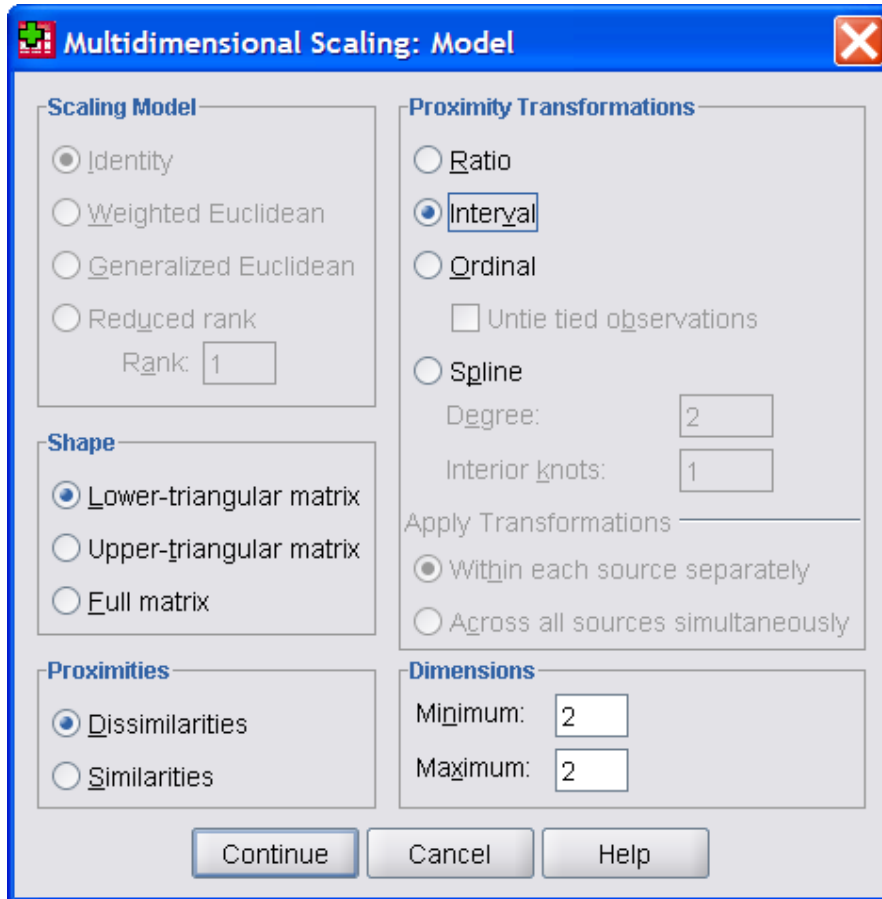 Multidimensional Scaling: Model
Scaling Model
Identity
Weighted Euclidean
Generalized Euclidean
Reduced rank
Rank: 1
Shape
Lower-triangular matrix
Upper-triangular matrix
Full matrix
Proximities
Dissimilarities
Similarities
Proximity Transformations
Ratio
Interval
Ordinal
Untie tied observations
Spline
Degree: 2
Interior knots: 1
Apply Transformations
Within each source separately
Across all sources simultaneously
Dimensions
Minimum: 2
Maximum: 2
Continue Cancel Help